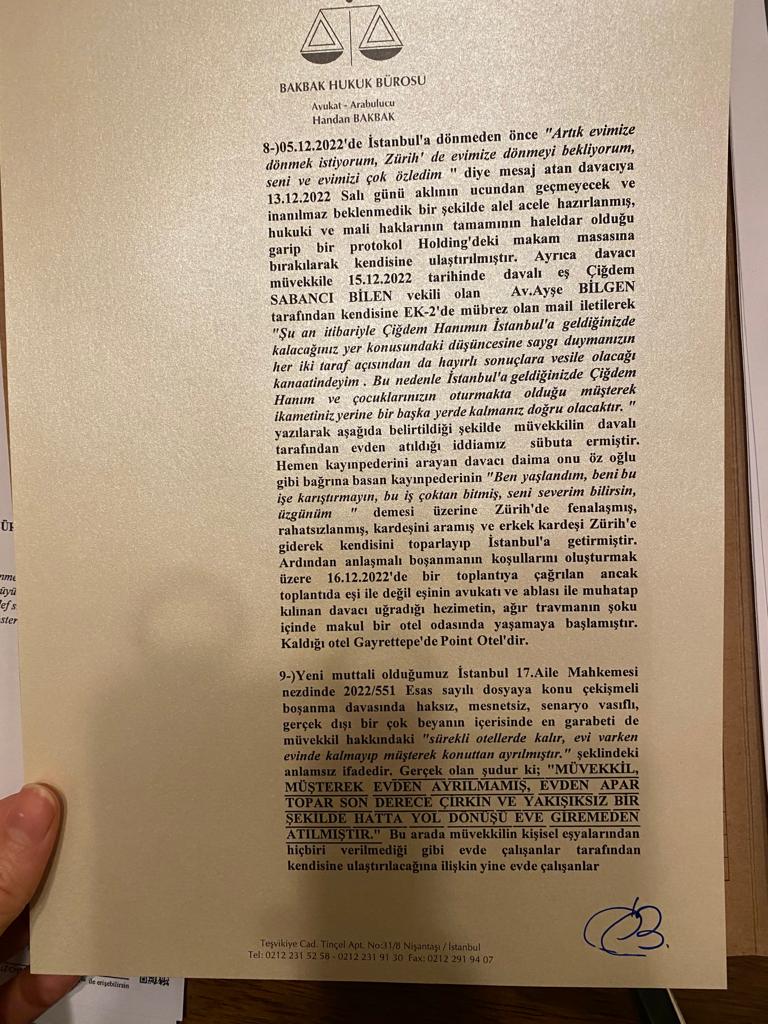 BAKBAK HUKUK BÜROSU
Avukat - Arabulucu
Handan BAKBAK
8-)05.12.2022'de İstanbul'a dönmeden önce "Artık evimize
dönmek istiyorum, Zürih' de evimize dönmeyi bekliyorum,
seni ve evimizi çok özledim " diye mesaj atan davacıya
13.12.2022 Salı günü aklının ucundan geçmeyecek ve
inanılmaz beklenmedik bir şekilde alel acele hazırlanmış,
hukuki ve mali haklarının tamamının haleldar olduğu
garip bir protokol Holding'deki makam masasına
bırakılarak kendisine ulaştırılmıştır. Ayrıca davacı
müvekkile 15.12.2022 tarihinde davalı eş Çiğdem
SABANCI BİLEN vekili olan Av.Ayşe BİLGEN
tarafından kendisine EK-2'de mübrez olan mail iletilerek
"Şu an itibariyle Çiğdem Hanımın İstanbul'a geldiğinizde
kalacağınız yer konusundaki düşüncesine saygı duymanızın
her iki taraf açısından da hayırlı sonuçlara vesile olacağı
kanaatindeyim . Bu nedenle İstanbul'a geldiğinizde Çiğdem
Hanım ve çocuklarınızın oturmakta olduğu müşterek
ikametiniz yerine bir başka yerde kalmanız doğru olacaktır. "
yazılarak aşağıda belirtildiği şekilde müvekkilin davalı
tarafından evden atıldığı iddiamız sübuta ermiştir.
Hemen kayınpederini arayan davacı daima onu öz oğlu
gibi bağrına basan kayınpederinin "Ben yaşlandım, beni bu
işe karıştırmayın, bu iş çoktan bitmiş, seni severim bilirsin,
üzgünüm " demesi üzerine Zürih'de fenalaşmış,
rahatsızlanmış, kardeşini aramış ve erkek kardeşi Zürih'e
giderek kendisini toparlayıp İstanbul'a getirmiştir.
Ardından anlaşmalı boşanmanın koşullarını oluşturmak
üzere 16.12.2022'de bir toplantıya çağrılan ancak
toplantıda eşi ile değil eşinin avukatı ve ablası ile muhatap
kılınan davacı uğradığı hezimetin, ağır travmanın şoku
içinde makul bir otel odasında yaşamaya başlamıştır.
Kaldığı otel Gayrettepe'de Point Otel'dir.
9-)Yeni muttali olduğumuz İstanbul 17.Aile Mahkemesi
nezdinde 2022/551 Esas sayılı dosyaya konu çekişmeli
boşanma davasında haksız, mesnetsiz, senaryo vasıflı,
gerçek dışı bir çok beyanın içerisinde en garabeti de
müvekkil hakkındaki "sürekli otellerde kalır, evi varken
evinde kalmayıp müşterek konuttan ayrılmıştır." şeklindeki
anlamsız ifadedir. Gerçek olan şudur ki; "MÜVEKKİL,
MÜŞTEREK EVDEN AYRILMAMIŞ, EVDEN APAR
TOPAR SON DERECE ÇİRKİN VE YAKIŞIKSIZ BİR
ŞEKİLDE HATTA YOL DÖNÜŞÜ EVE GİREMEDEN
ATILMIŞTIR." Bu arada müvekkilin kişisel eşyalarından
hiçbiri verilmediği gibi evde çalışanlar tarafından
kendisine ulaştırılacağına ilişkin yine evde çalışanlar
Teşvikiye Cad. Tinçel Apt. No:31/8 Nişantaşı / İstanbul
Tel: 0212 231 52 58 - 0212 231 91 30 Fax: 0212 291 94 07
de erişebilirsin